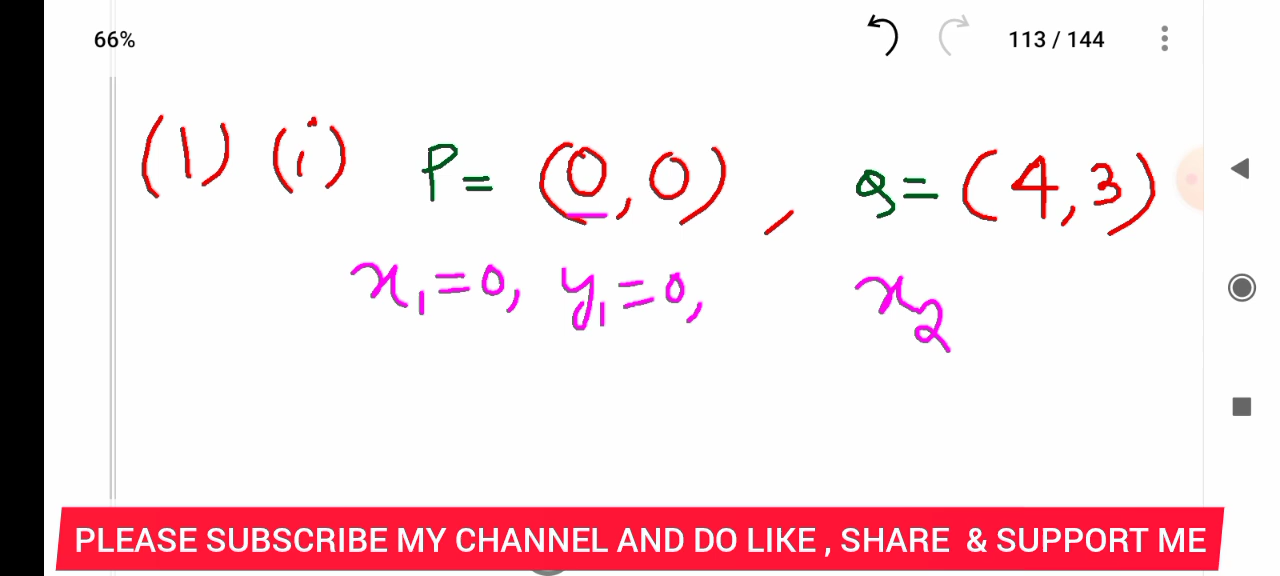 66% 113 / 144
(1) (i) P = (0,0), Q = (4,3)
x₁=0, y₁=0, x₂
PLEASE SUBSCRIBE MY CHANNEL AND DO LIKE , SHARE & SUPPORT ME